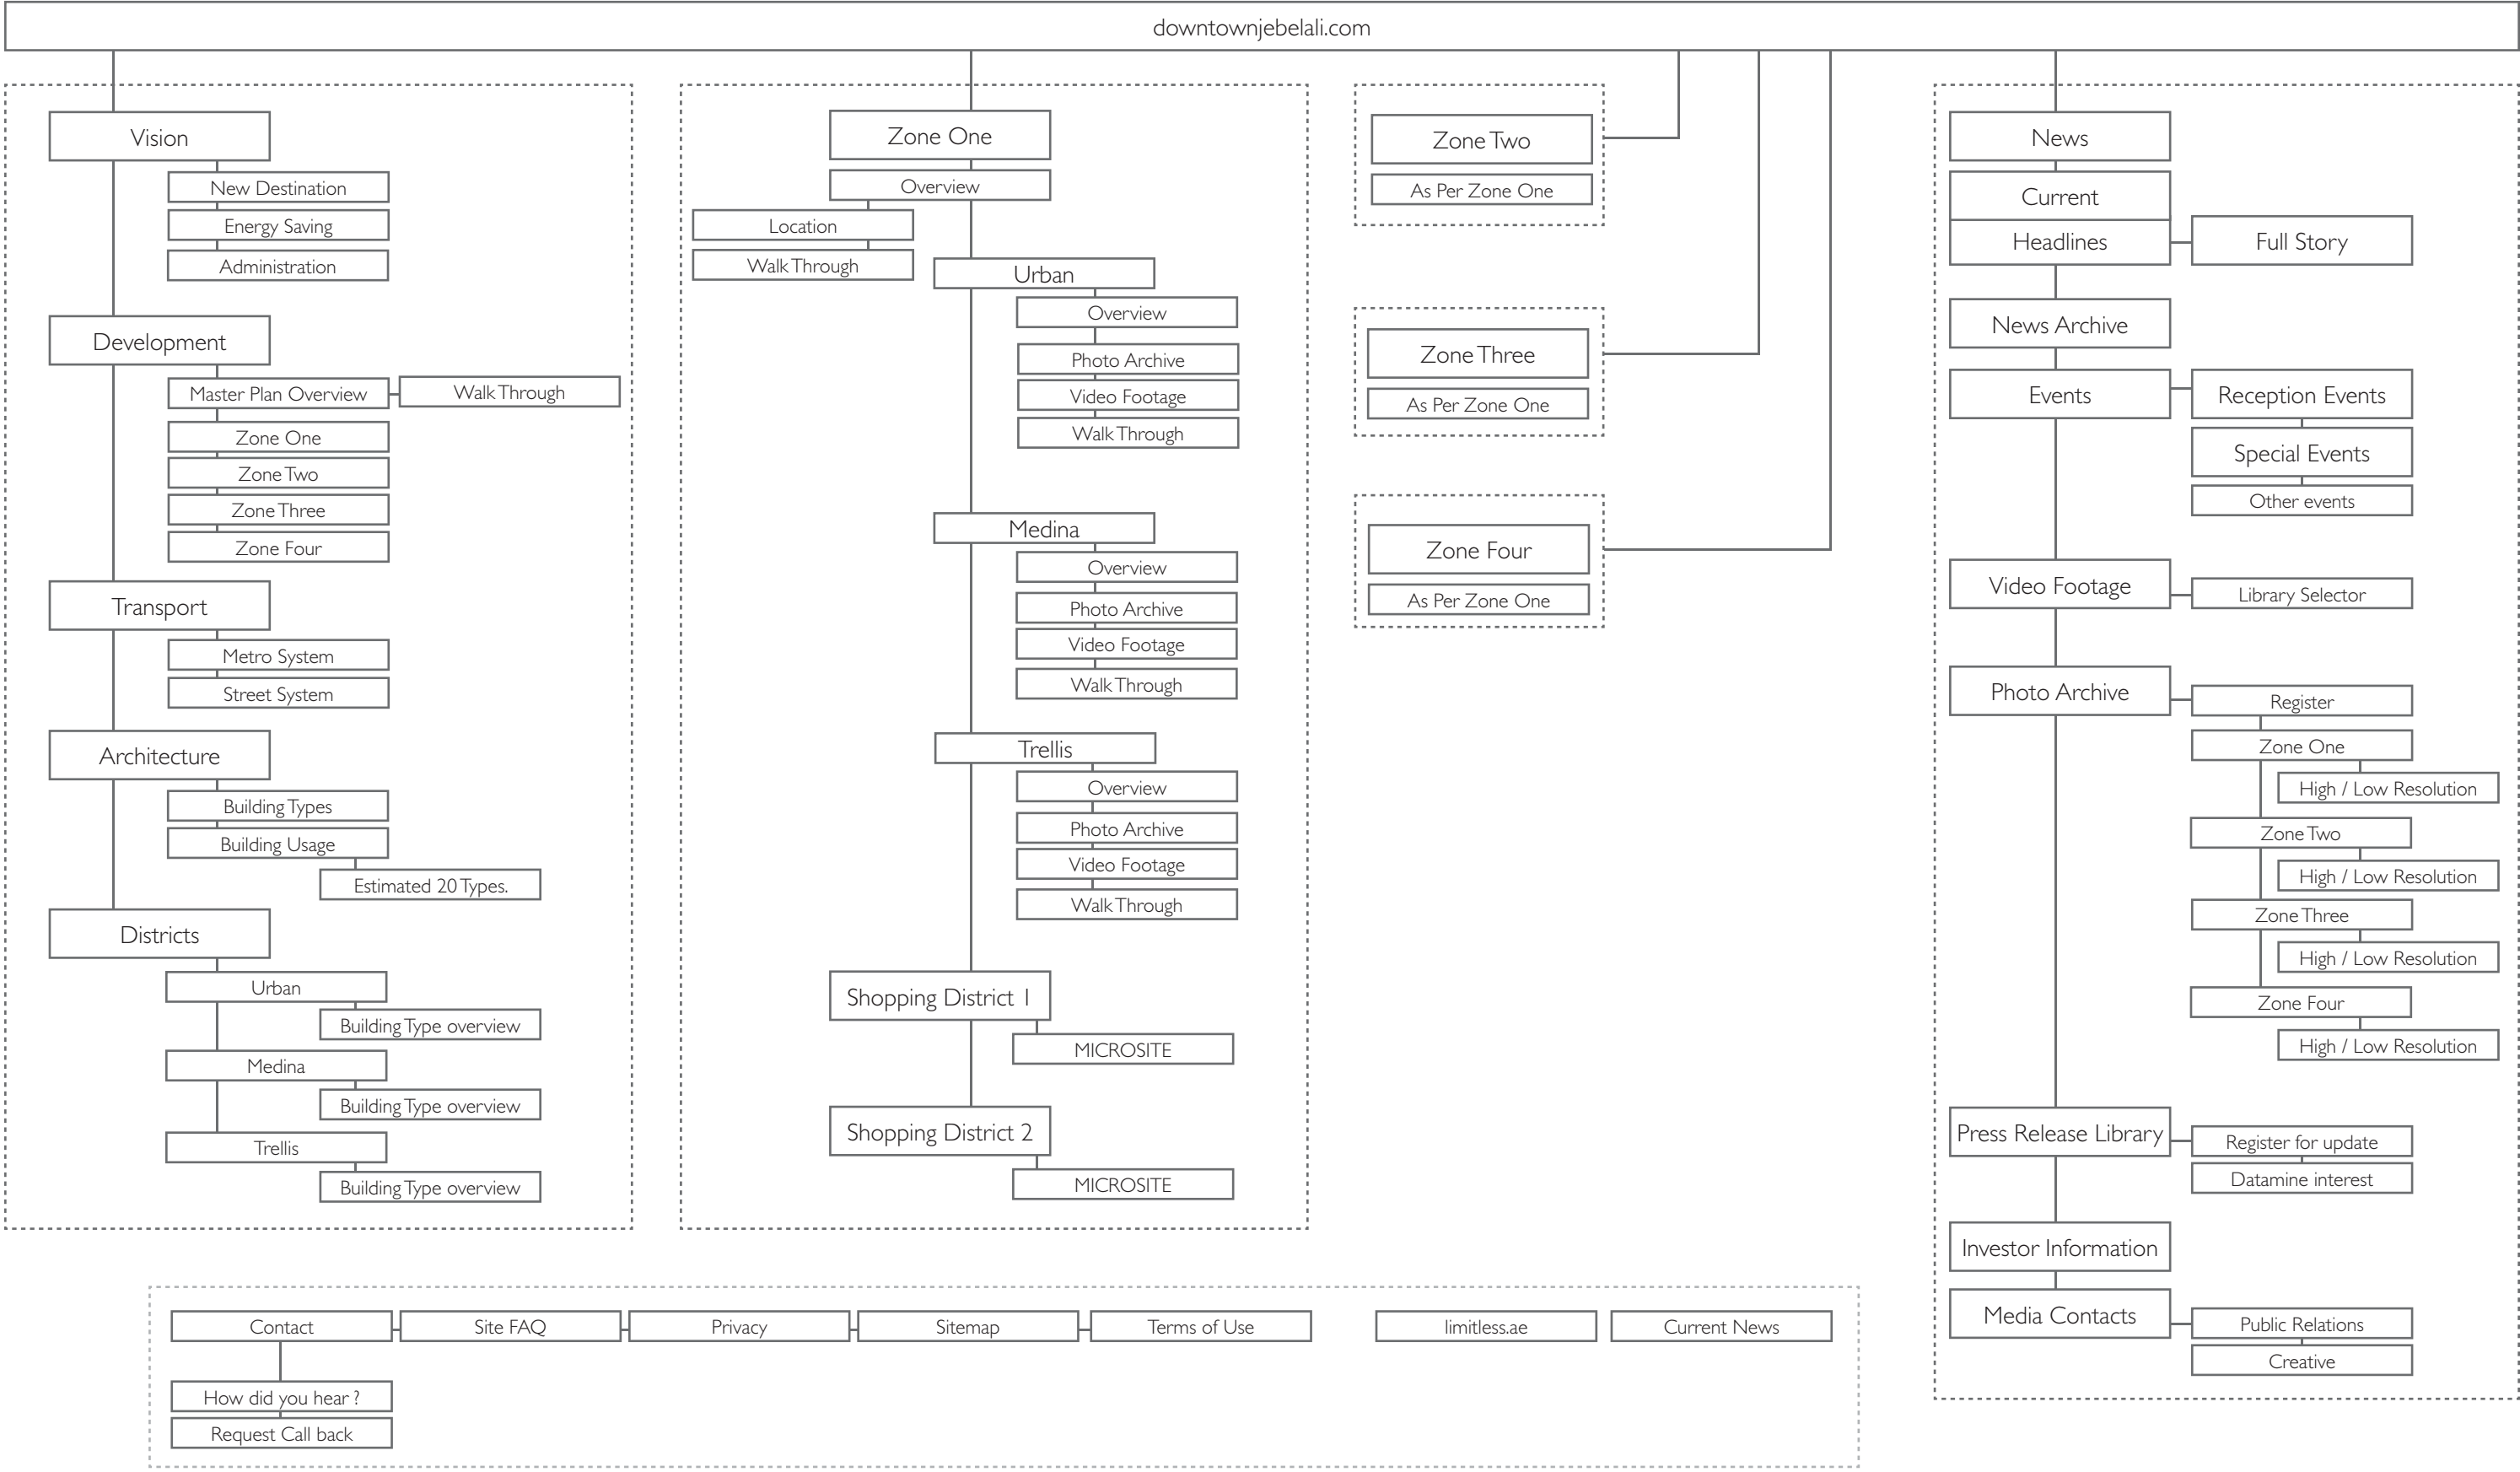 downtownjebelali.com
Vision
New Destination
Energy Saving
Administration
Development
Master Plan Overview
Walk Through
Zone One
Zone Two
Zone Three
Zone Four
Transport
Metro System
Street System
Architecture
Building Types
Building Usage
Estimated 20 Types.
Districts
Urban
Building Type overview
Medina
Building Type overview
Trellis
Building Type overview
Zone One
Overview
Location
Walk Through
Urban
Overview
Photo Archive
Video Footage
Walk Through
Medina
Overview
Photo Archive
Video Footage
Walk Through
Trellis
Overview
Photo Archive
Video Footage
Walk Through
Shopping District 1
MICROSITE
Shopping District 2
MICROSITE
Zone Two
As Per Zone One
Zone Three
As Per Zone One
Zone Four
As Per Zone One
News
Current
Headlines
Full Story
News Archive
Events
Reception Events
Special Events
Other events
Video Footage
Library Selector
Photo Archive
Register
Zone One
High / Low Resolution
Zone Two
High / Low Resolution
Zone Three
High / Low Resolution
Zone Four
High / Low Resolution
Press Release Library
Register for update
Datamine interest
Investor Information
Media Contacts
Public Relations
Creative
Contact
Site FAQ
Privacy
Sitemap
Terms of Use
limitless.ae
Current News
How did you hear ?
Request Call back